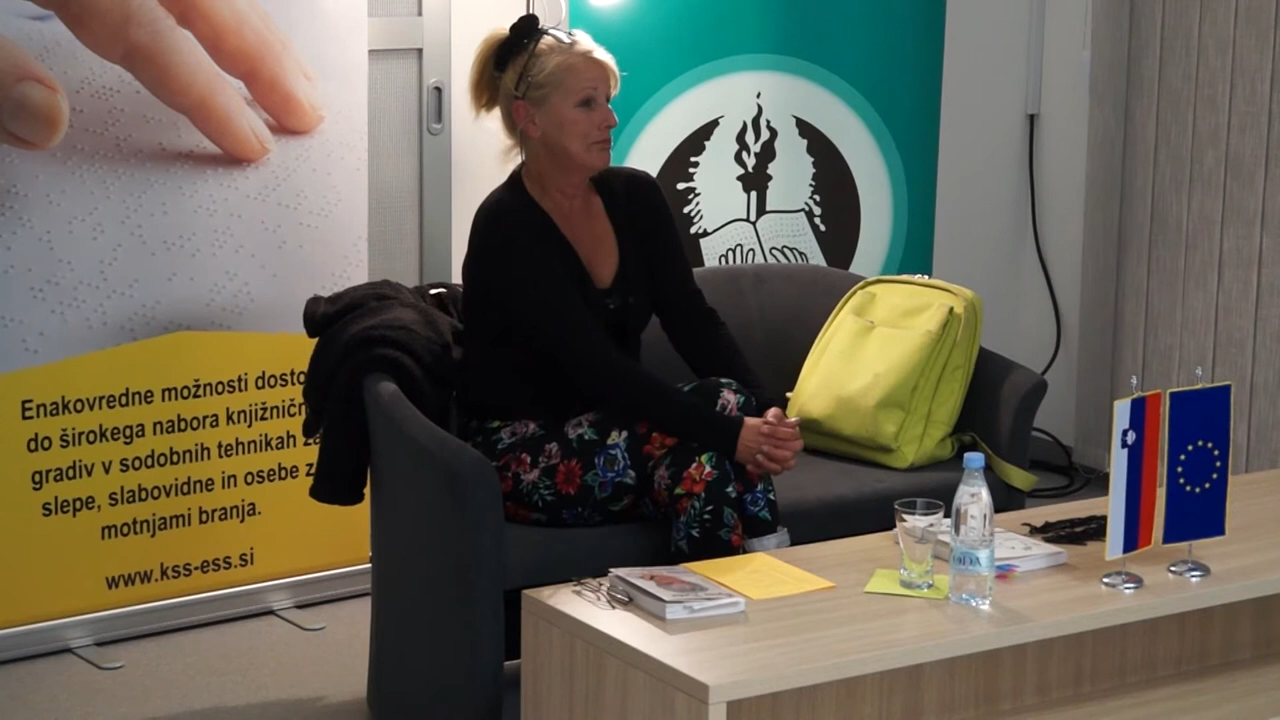 Enakovredne možnosti dosto
do širokega nabora knjižničn
gradiv v sodobnih tehnikah za
slepe, slabovidne in osebe z
motnjami branja.
www.kss-ess.si